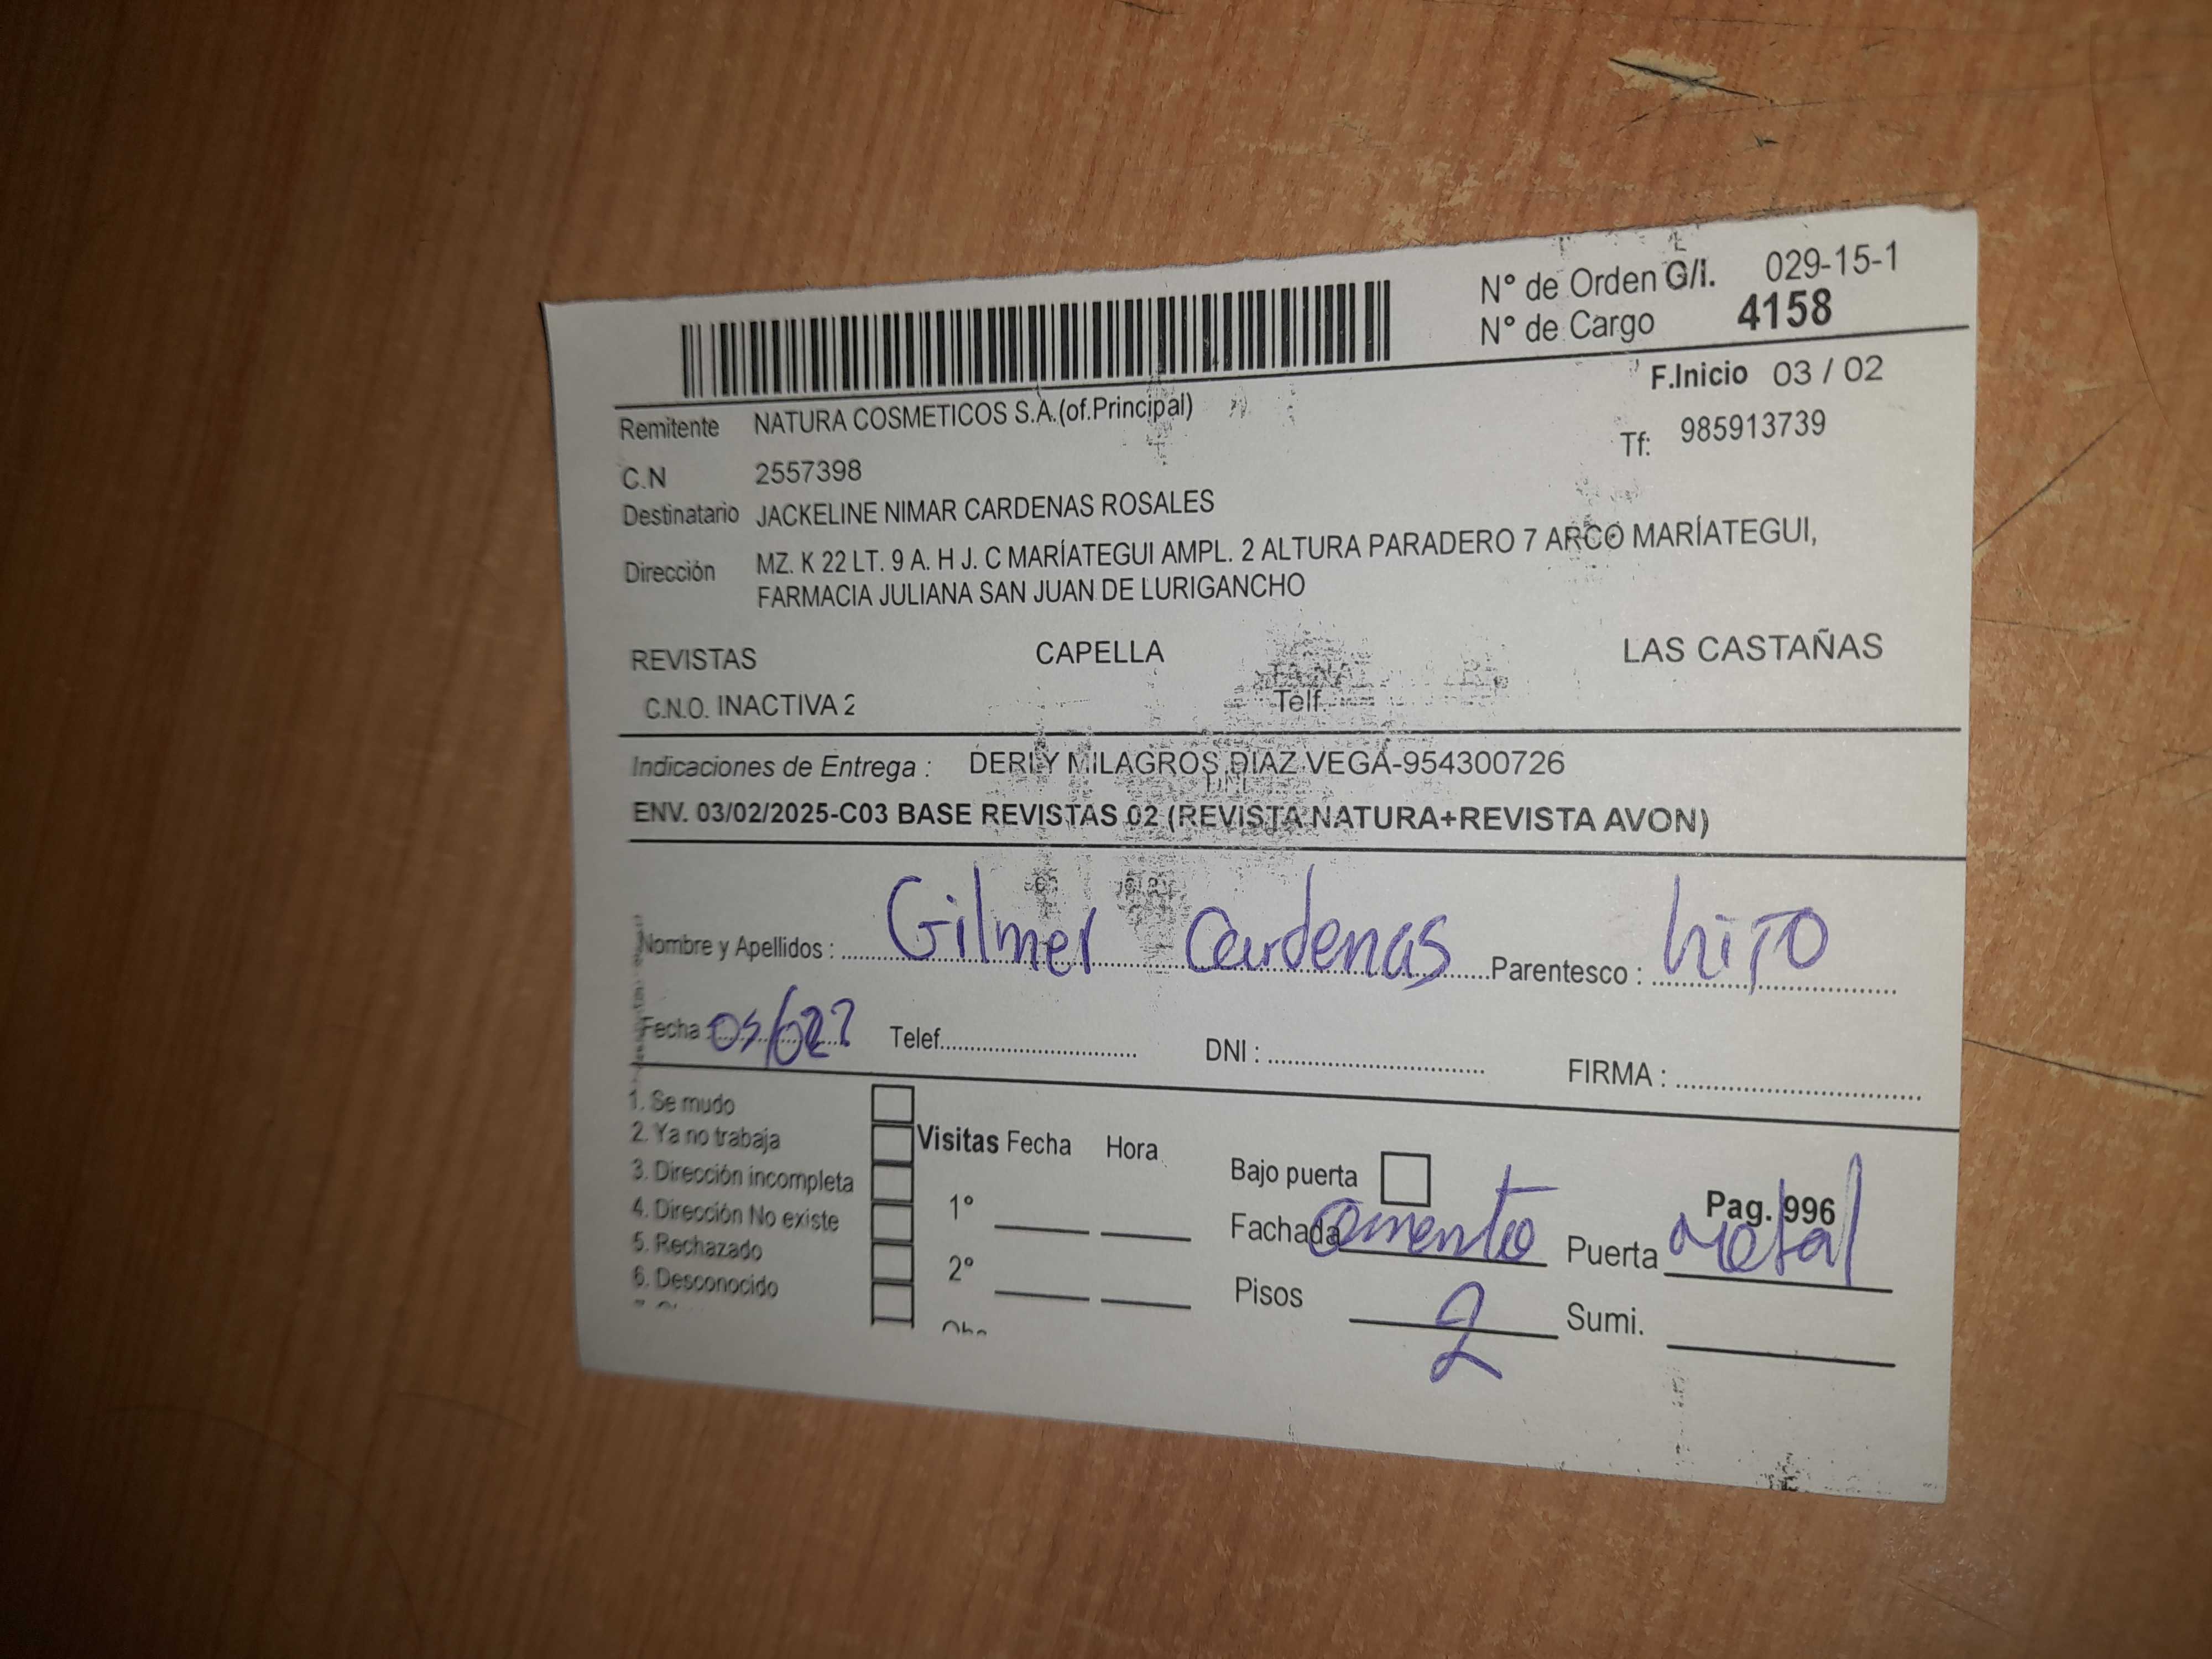 N° de Orden G/I. 029-15-1
N° de Cargo 4158
F.Inicio 03 / 02
Remitente NATURA COSMETICOS S.A.(of.Principal)
Tf: 985913739
C.N 2557398
Destinatario JACKELINE NIMAR CARDENAS ROSALES
Dirección MZ. K 22 LT. 9 A. H J. C MARÍATEGUI AMPL. 2 ALTURA PARADERO 7 ARCO MARÍATEGUI,
FARMACIA JULIANA SAN JUAN DE LURIGANCHO
REVISTAS CAPELLA LAS CASTAÑAS
C.N.O. INACTIVA 2 Telf.
Indicaciones de Entrega : DERLY MILAGROS DIAZ VEGA-954300726
ENV. 03/02/2025-C03 BASE REVISTAS 02 (REVISTA NATURA+REVISTA AVON)
Nombre y Apellidos : Gilmer Cardenas Parentesco : hiJO
Fecha : Telef. DNI : FIRMA :
1. Se mudo
2. Ya no trabaja
3. Dirección incompleta
4. Dirección No existe
5. Rechazado
6. Desconocido
Visitas Fecha Hora
1°
2°
Bajo puerta
Pag. 996
Fachada Puerta Metal
Pisos 2 Sumi.